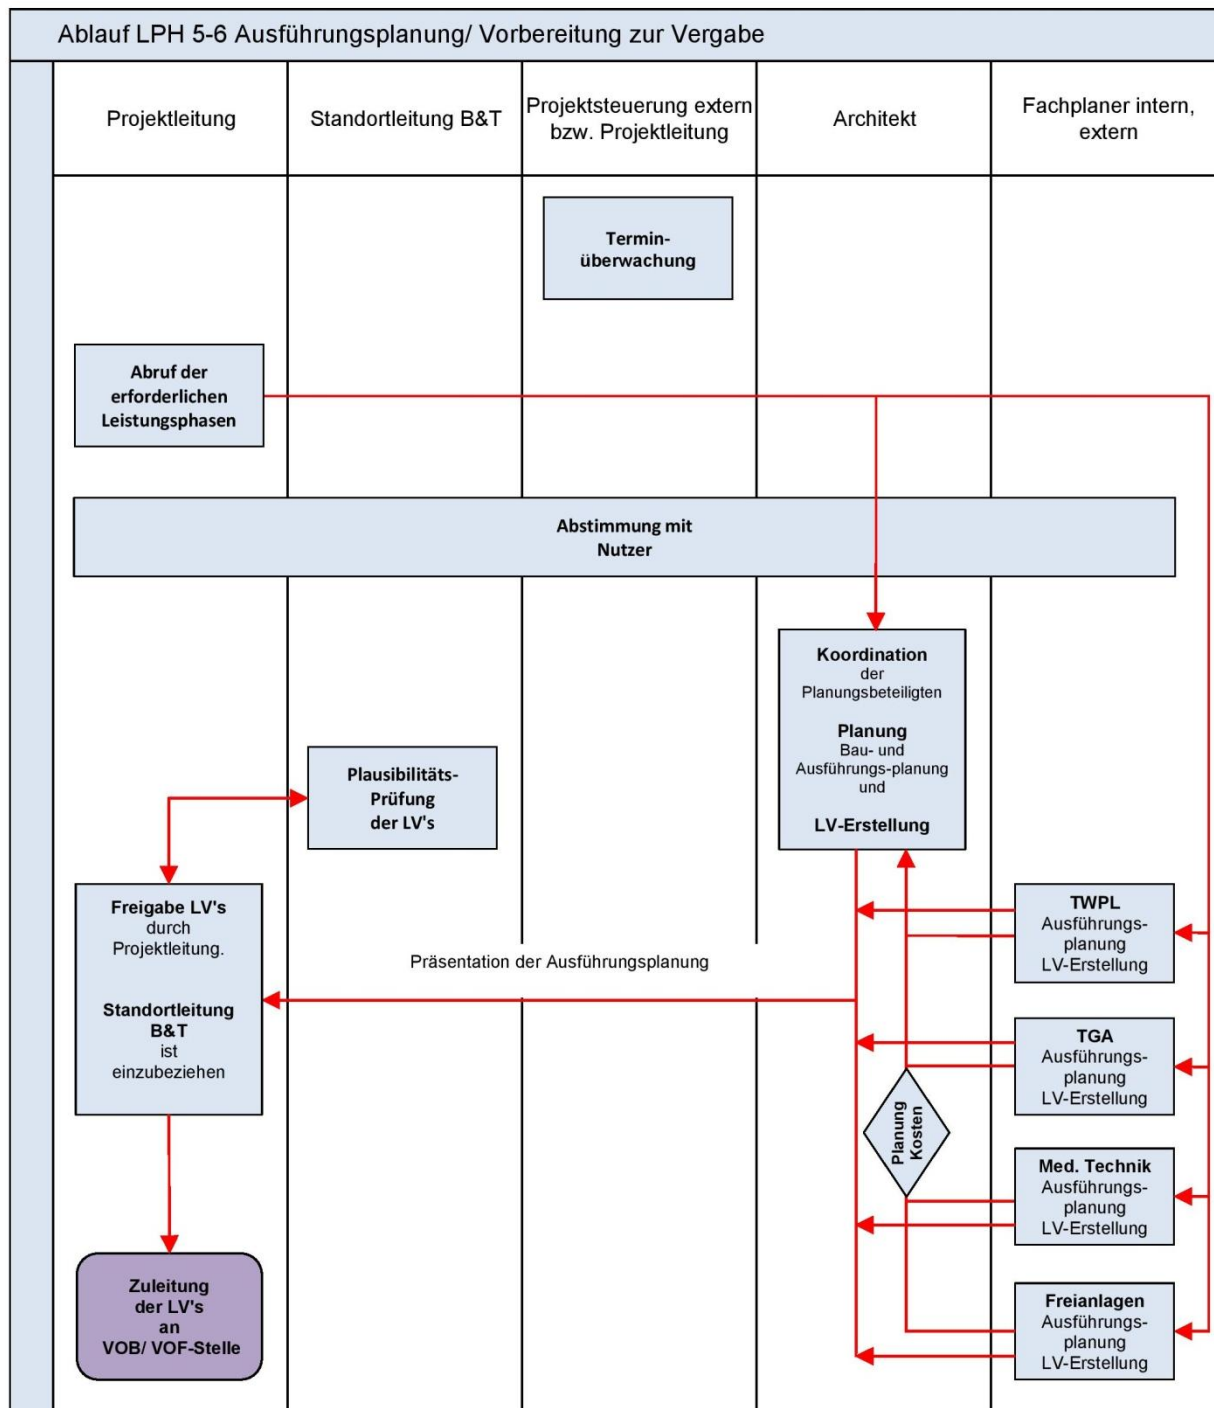 Ablauf LPH 5-6 Ausführungsplanung/ Vorbereitung zur Vergabe
Projektleitung
Standortleitung B&T
Projektsteuerung extern
bzw. Projektleitung
Architekt
Fachplaner intern,
extern
Termin-
überwachung
Abruf der
erforderlichen
Leistungsphasen
Abstimmung mit
Nutzer
Koordination
der
Planungsbeteiligten
Planung
Bau- und
Ausführungs-planung
und
LV-Erstellung
Plausibilitäts-
Prüfung
der LV's
Freigabe LV's
durch
Projektleitung.
Standortleitung
B&T
ist
einzubeziehen
Präsentation der Ausführungsplanung
TWPL
Ausführungs-
planung
LV-Erstellung
TGA
Ausführungs-
planung
LV-Erstellung
Planung
Kosten
Med. Technik
Ausführungs-
planung
LV-Erstellung
Freianlagen
Ausführungs-
planung
LV-Erstellung
Zuleitung
der LV's
an
VOB/ VOF-Stelle